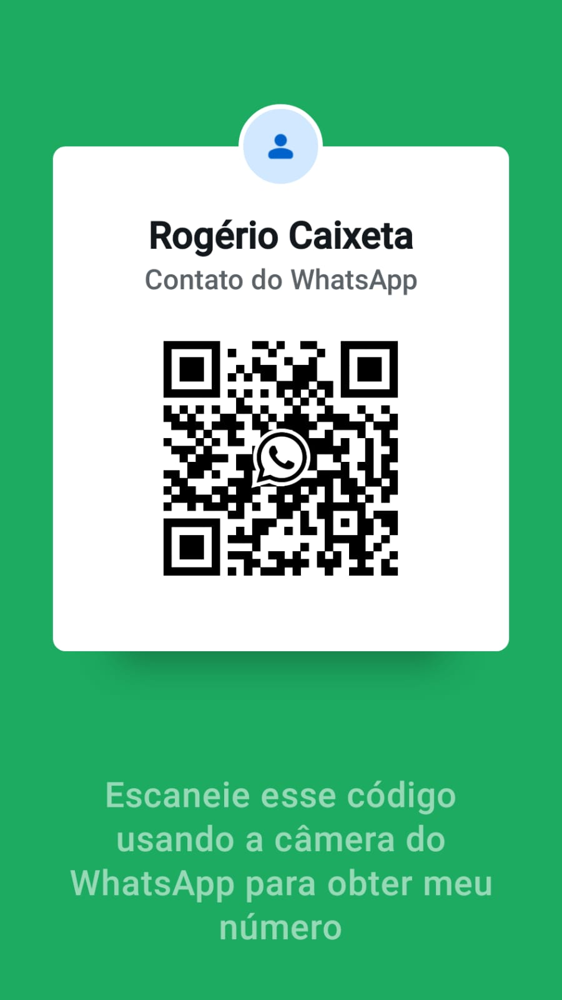 Rogério Caixeta
Contato do WhatsApp
Escaneie esse código
usando a câmera do
WhatsApp para obter meu
número